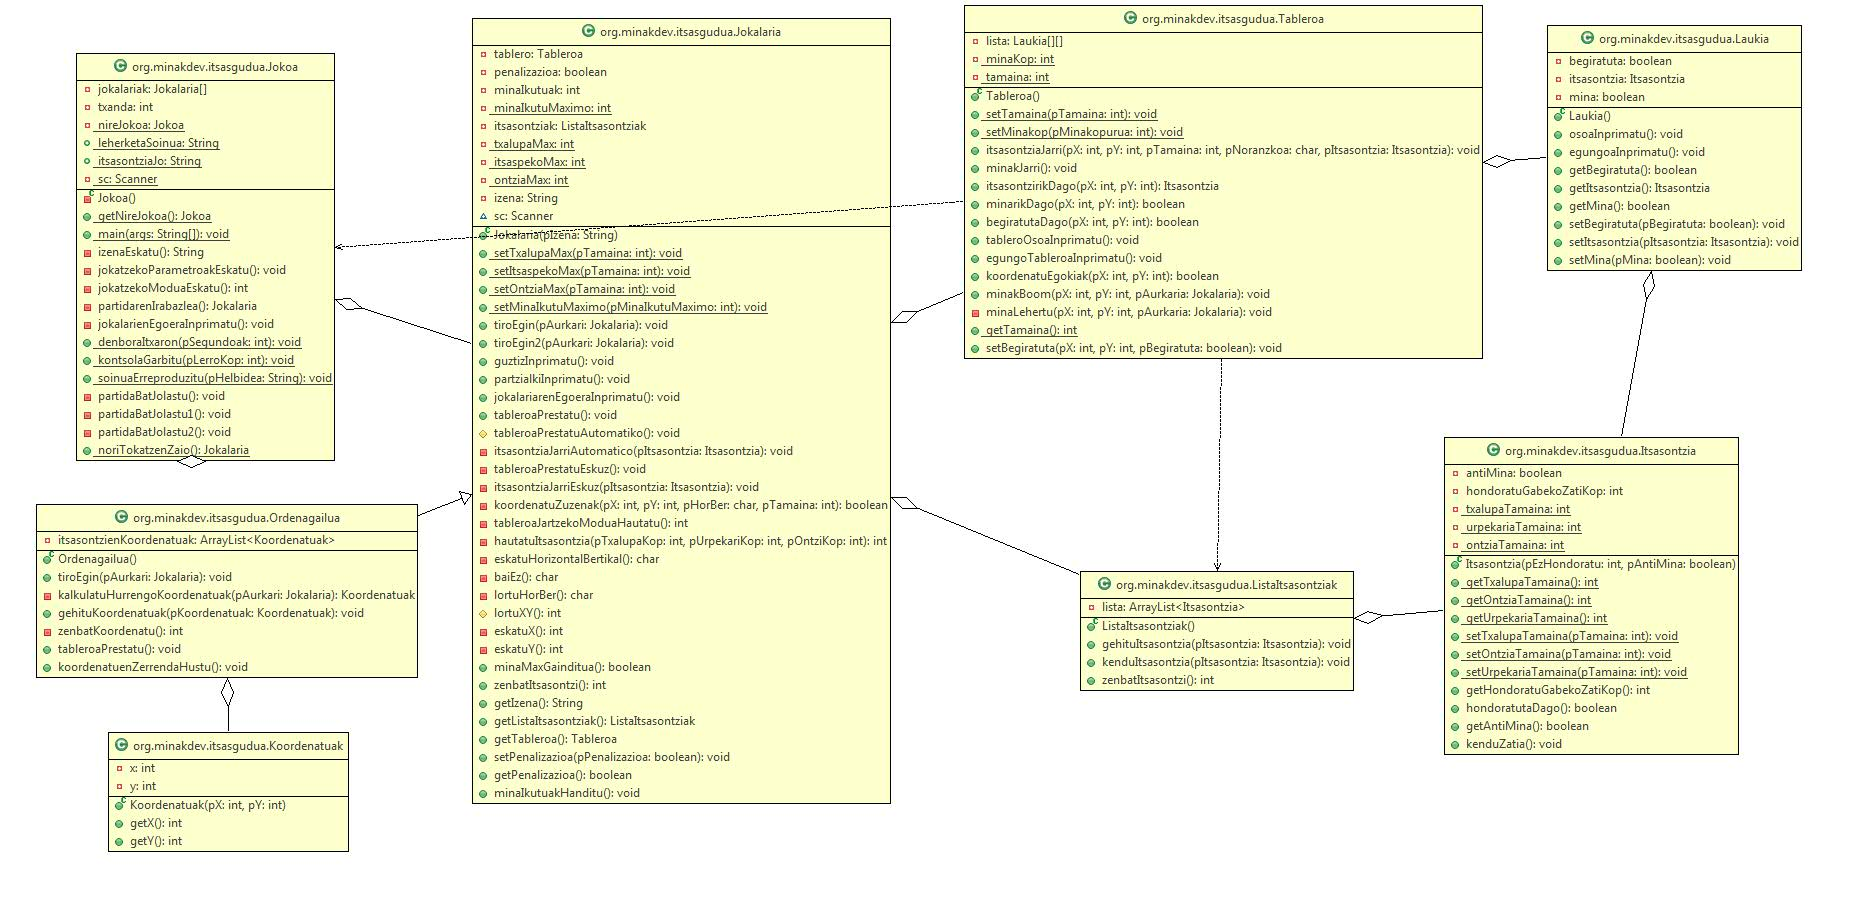 org.minakdev.itsasgudua.Jokoa
jokalariak: Jokalaria[]
txanda: int
nireJokoa: Jokoa
leherketaSoinua: String
itsasontziaJo: String
sc: Scanner
Jokoa()
getNireJokoa(): Jokoa
main(args: String[]): void
izenaEskatu(): String
jokatzekoParametroakEskatu(): void
jokatzekoModuaEskatu(): int
partidarenIrabazlea(): Jokalaria
jokalarienEgoeraInprimatu(): void
denboraItxaron(pSegundoak: int): void
kontsolaGarbitu(pLerroKop: int): void
soinuaErreproduzitu(pHelbidea: String): void
partidaBatJolastu(): void
partidaBatJolastu1(): void
partidaBatJolastu2(): void
noriTokatzenZaio(): Jokalaria
org.minakdev.itsasgudua.Ordenagailua
itsasontzienKoordenatuak: ArrayList<Koordenatuak>
Ordenagailua()
tiroEgin(pAurkari: Jokalaria): void
kalkulatuHurrengoKoordenatuak(pAurkari: Jokalaria): Koordenatuak
gehituKoordenatuak(pKoordenatuak: Koordenatuak): void
zenbatKoordenatu(): int
tableroaPrestatu(): void
koordenatuenZerrendaHustu(): void
org.minakdev.itsasgudua.Koordenatuak
x: int
y: int
Koordenatuak(pX: int, pY: int)
getX(): int
getY(): int
org.minakdev.itsasgudua.Jokalaria
tablero: Tableroa
penalizazioa: boolean
minaIkutuak: int
minaIkutuMaximo: int
itsasontziak: ListaItsasontziak
txalupaMax: int
itsaspekoMax: int
ontziaMax: int
izena: String
sc: Scanner
Jokalaria(pIzena: String)
setTxalupaMax(pTamaina: int): void
setItsaspekoMax(pTamaina: int): void
setOntziaMax(pTamaina: int): void
setMinaIkutuMaximo(pMinaIkutuMaximo: int): void
tiroEgin(pAurkari: Jokalaria): void
tiroEgin2(pAurkari: Jokalaria): void
guztizInprimatu(): void
partzialkiInprimatu(): void
jokalariarenEgoeraInprimatu(): void
tableroaPrestatu(): void
tableroaPrestatuAutomatiko(): void
itsasontziaJarriAutomatico(pItsasontzia: Itsasontzia): void
tableroaPrestatuEskuz(): void
itsasontziaJarriEskuz(pItsasontzia: Itsasontzia): void
koordenatuZuzenak(pX: int, pY: int, pHorBer: char, pTamaina: int): boolean
tableroaJartzekoModuaHautatu(): int
hautatuItsasontzia(pTxalupaKop: int, pUrpekariKop: int, pOntziKop: int): int
eskatuHorizontalBertikal(): char
baiEz(): char
lortuHorBer(): char
lortuXY(): int
eskatuX(): int
eskatuY(): int
minaMaxGainditua(): boolean
zenbatItsasontzi(): int
getIzena(): String
getListaItsasontziak(): ListaItsasontziak
getTablero(): Tableroa
setPenalizazioa(pPenalizazioa: boolean): void
getPenalizazioa(): boolean
minaIkutuakHanditu(): void
org.minakdev.itsasgudua.Tableroa
lista: Laukia[][]
minaKop: int
tamaina: int
Tableroa()
setTamaina(pTamaina: int): void
setMinakop(pMinakopurua: int): void
itsasontziaJarri(pX: int, pY: int, pTamaina: int, pNoranzkoa: char, pItsasontzia: Itsasontzia): void
minakJarri(): void
itsasontzirikDago(pX: int, pY: int): Itsasontzia
minarikDago(pX: int, pY: int): boolean
begiratutaDago(pX: int, pY: int): boolean
tableroOsoaInprimatu(): void
egungoTableroaInprimatu(): void
koordenatuEgokiak(pX: int, pY: int): boolean
minakBoom(pX: int, pY: int, pAurkaria: Jokalaria): void
minaLehertu(pX: int, pY: int, pAurkaria: Jokalaria): void
getTamaina(): int
setBegiratuta(pX: int, pY: int, pBegiratuta: boolean): void
org.minakdev.itsasgudua.ListaItsasontziak
lista: ArrayList<Itsasontzia>
ListaItsasontziak()
gehituItsasontzia(pItsasontzia: Itsasontzia): void
kenduItsasontzia(pItsasontzia: Itsasontzia): void
zenbatItsasontzi(): int
org.minakdev.itsasgudua.Laukia
begiratuta: boolean
itsasontzia: Itsasontzia
mina: boolean
Laukia()
osoaInprimatu(): void
egungoaInprimatu(): void
getBegiratuta(): boolean
getItsasontzia(): Itsasontzia
getMina(): boolean
setBegiratuta(pBegiratuta: boolean): void
setItsasontzia(pItsasontzia: Itsasontzia): void
setMina(pMina: boolean): void
org.minakdev.itsasgudua.Itsasontzia
antiMina: boolean
hondoratuGabekoZatiKop: int
txalupaTamaina: int
urpekariaTamaina: int
ontziaTamaina: int
Itsasontzia(pEzHondoratu: int, pAntiMina: boolean)
getTxalupaTamaina(): int
getOntziaTamaina(): int
getUrpekariaTamaina(): int
setTxalupaTamaina(pTamaina: int): void
setOntziaTamaina(pTamaina: int): void
setUrpekariaTamaina(pTamaina: int): void
getHondoratuGabekoZatiKop(): int
hondoratutaDago(): boolean
getAntiMina(): boolean
kenduZatia(): void